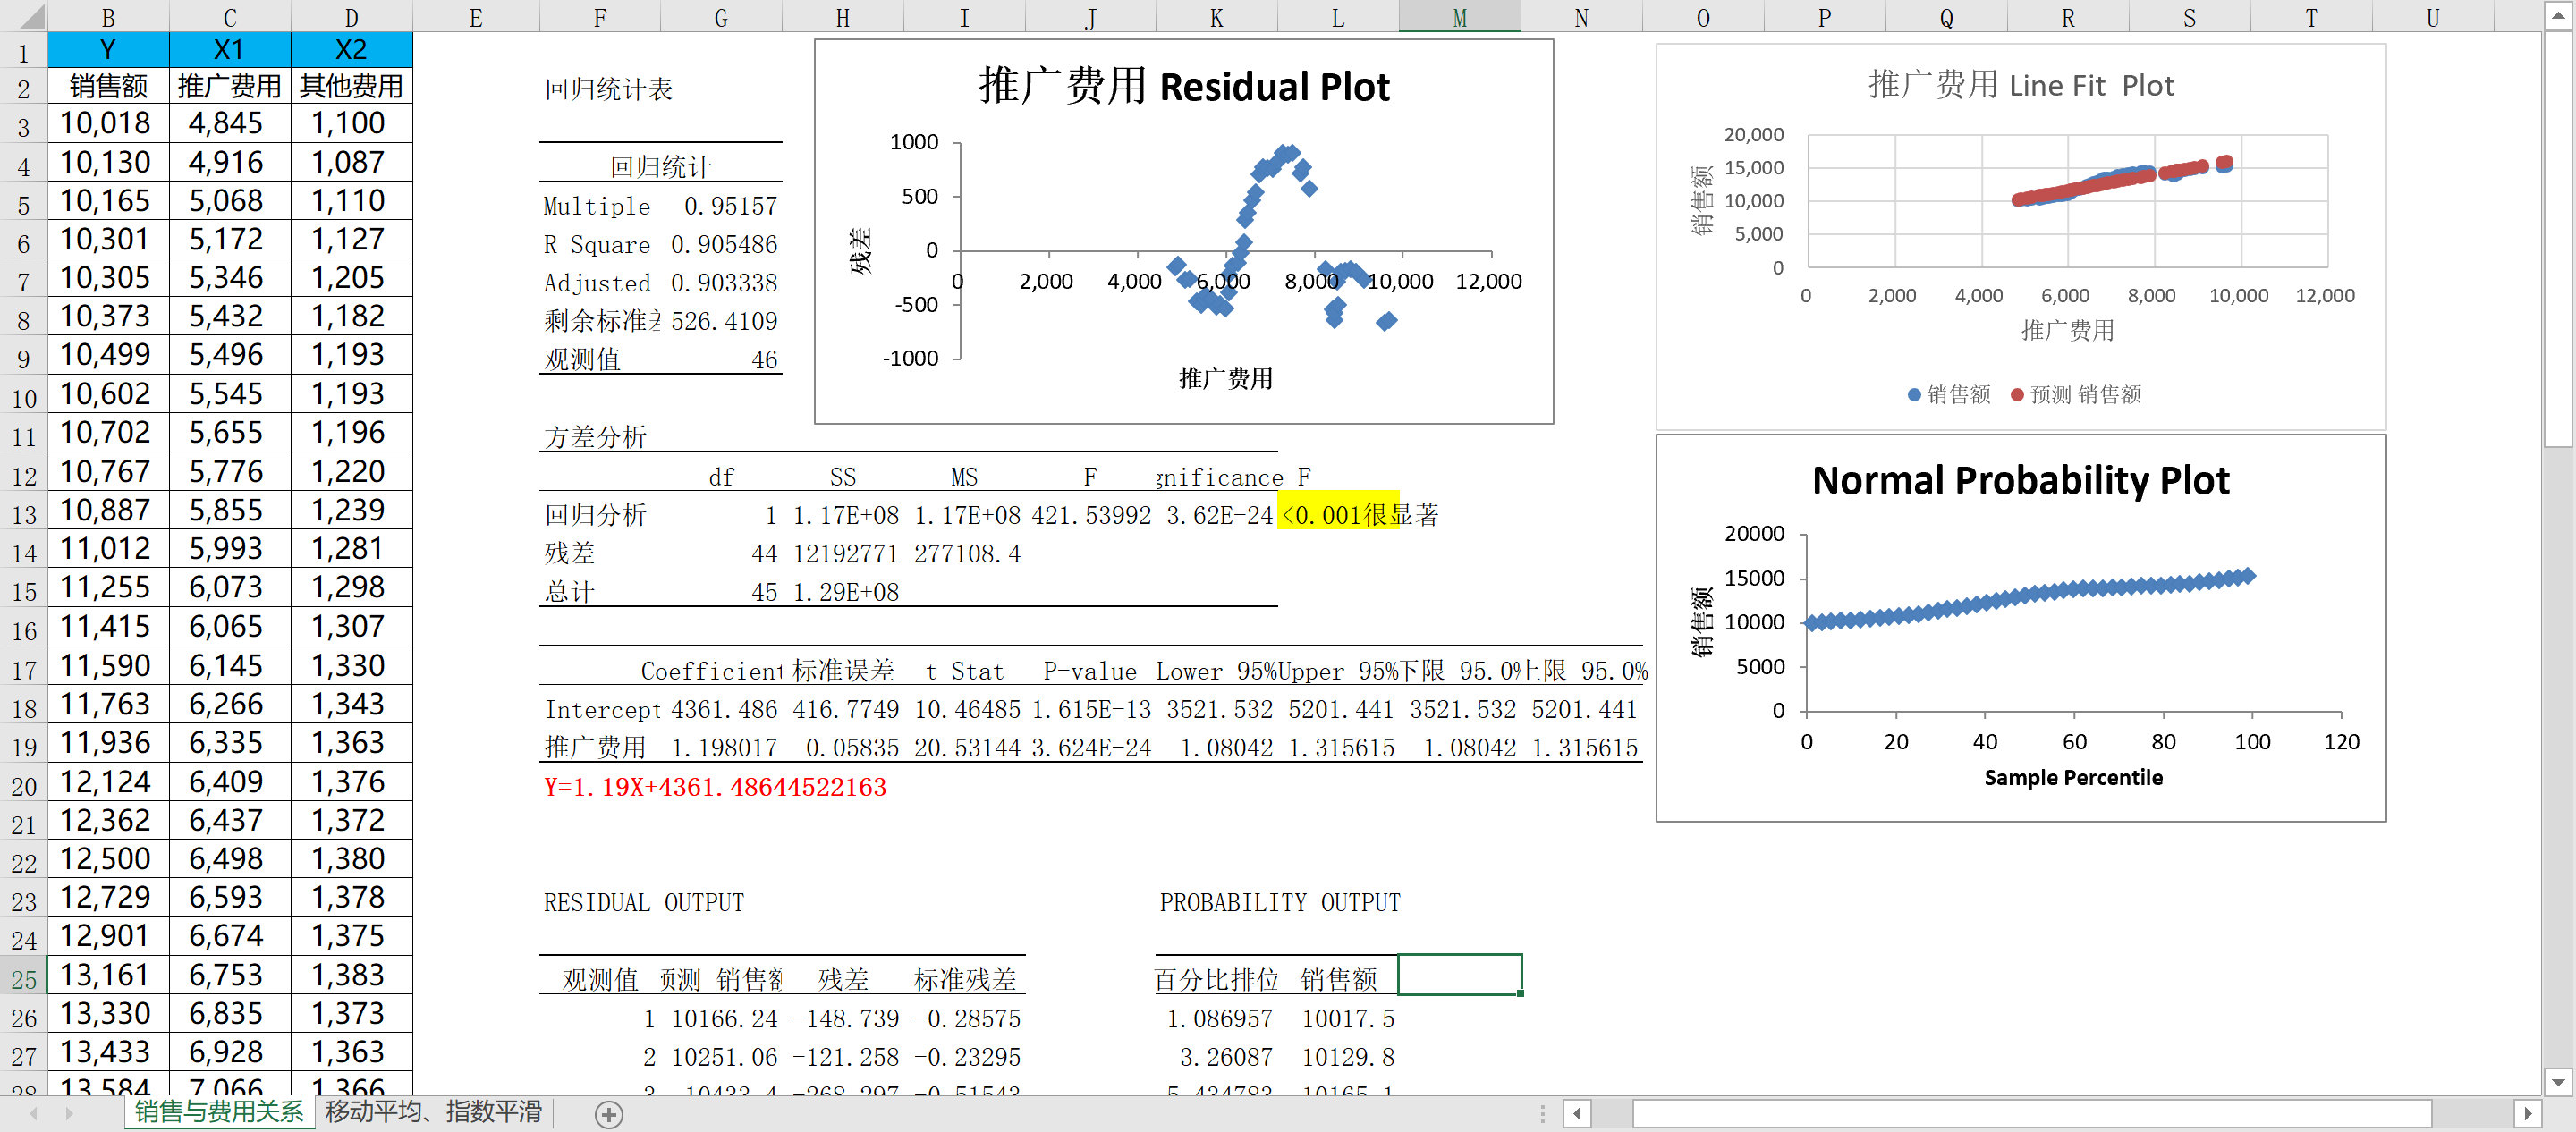 B C D E F G H I J K L M N O P Q R S T U
1 Y X1 X2
2 销售额 推广费用 其他费用 回归统计表
3 10,018 4,845 1,100
4 10,130 4,916 1,087 回归统计
5 10,165 5,068 1,110 Multiple 0.95157
6 10,301 5,172 1,127 R Square 0.905486
7 10,305 5,346 1,205 Adjusted 0.903338
8 10,373 5,432 1,182 剩余标准 526.4109
9 10,499 5,496 1,193 观测值 46
10 10,602 5,545 1,193
11 10,702 5,655 1,196 方差分析
12 10,767 5,776 1,220 df SS MS F gnificance F
13 10,887 5,855 1,239 回归分析 1 1.17E+08 1.17E+08 421.53992 3.62E-24 <0.001很显著
14 11,012 5,993 1,281 残差 44 12192771 277108.4
15 11,255 6,073 1,298 总计 45 1.29E+08
16 11,415 6,065 1,307
17 11,590 6,145 1,330 Coefficient 标准误差 t Stat P-value Lower 95% Upper 95% 下限 95.0% 上限 95.0%
18 11,763 6,266 1,343 Intercept 4361.486 416.7749 10.46485 1.615E-13 3521.532 5201.441 3521.532 5201.441
19 11,936 6,335 1,363 推广费用 1.198017 0.05835 20.53144 3.624E-24 1.08042 1.315615 1.08042 1.315615
20 12,124 6,409 1,376 Y=1.19X+4361.48644522163
21 12,362 6,437 1,372
22 12,500 6,498 1,380
23 12,729 6,593 1,378 RESIDUAL OUTPUT PROBABILITY OUTPUT
24 12,901 6,674 1,375
25 13,161 6,753 1,383 观测值 预测 销售额 残差 标准残差 百分比排位 销售额
26 13,330 6,835 1,373 1 10166.24 -148.739 -0.28575 1.086957 10017.5
27 13,433 6,928 1,363 2 10251.06 -121.258 -0.23295 3.26087 10129.8
28 13,584 7,066 1,366 3 10433.4 -268.297 -0.51543 5.434783 10165.1
推广费用 Residual Plot
1000
500
0
-500
-1000
残差
0 2,000 4,000 6,000 8,000 10,000 12,000
推广费用
推广费用 Line Fit Plot
20,000
15,000
10,000
5,000
0
销售额
0 2,000 4,000 6,000 8,000 10,000 12,000
推广费用
销售额 预测 销售额
Normal Probability Plot
20000
15000
10000
5000
0
销售额
0 20 40 60 80 100 120
Sample Percentile
销售与费用关系 移动平均、指数平滑